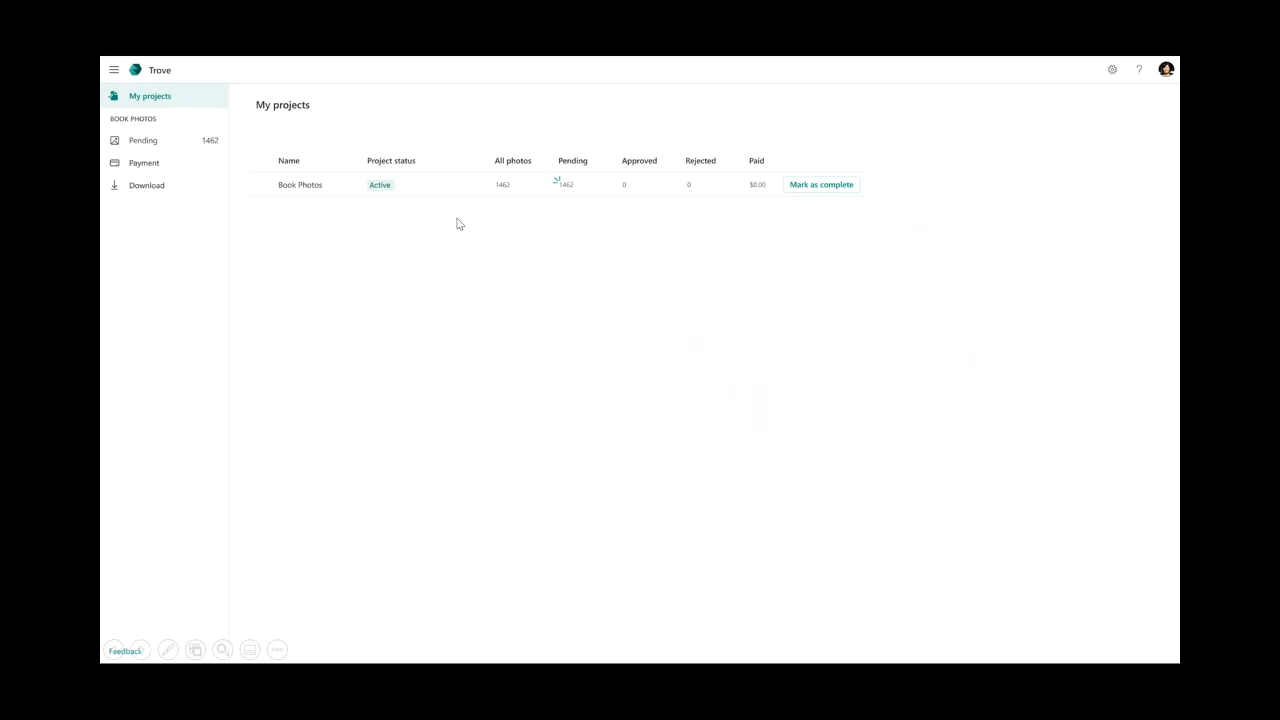 Trove
?
My projects
My projects
BOOK PHOTOS
Pending 1462
Payment
Download
Name Project status All photos Pending Approved Rejected Paid
Book Photos Active 1462 1462 0 0 $0.00 Mark as complete
Feedback